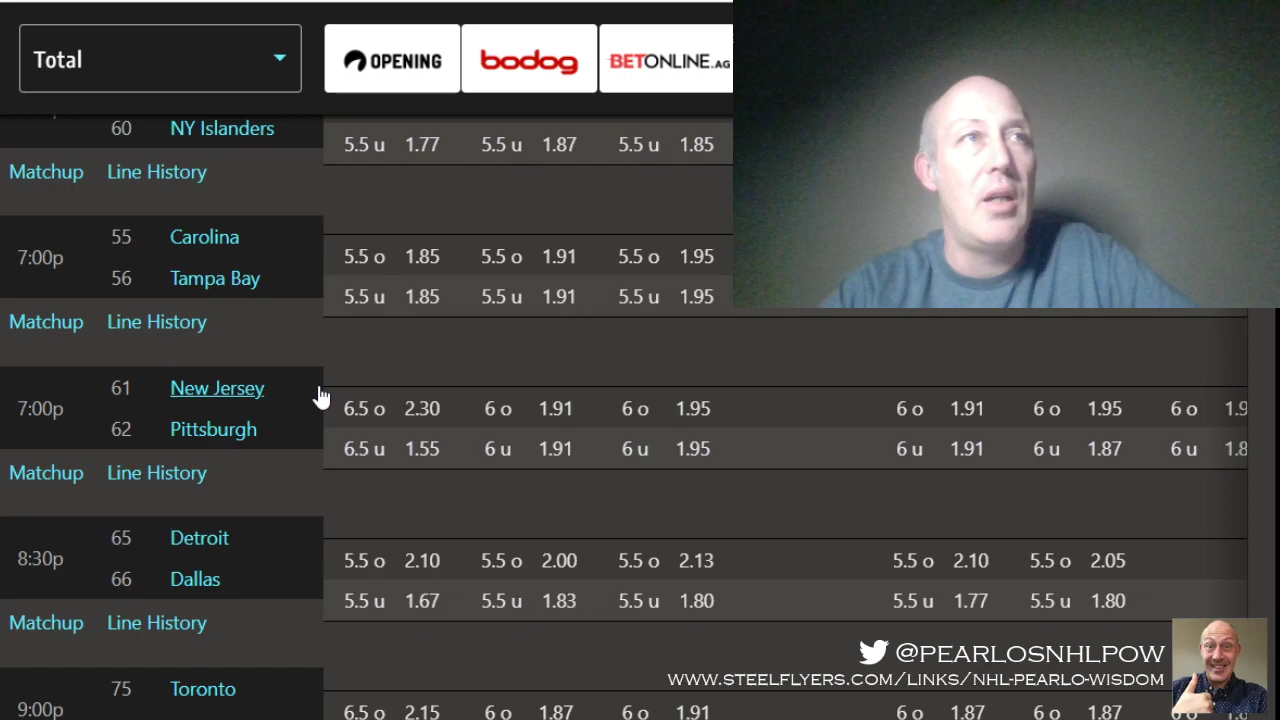 Total OPENING bodog BETONLINE.AG
60 NY Islanders 5.5 u 1.77 5.5 u 1.87 5.5 u 1.85
Matchup Line History
55 Carolina 5.5 o 1.85 5.5 o 1.91 5.5 o 1.95
7:00p
56 Tampa Bay 5.5 u 1.85 5.5 u 1.91 5.5 u 1.95
Matchup Line History
61 New Jersey 6.5 o 2.30 6 o 1.91 6 o 1.95 6 o 1.91 6 o 1.95 6 o 1.9
7:00p
62 Pittsburgh 6.5 u 1.55 6 u 1.91 6 u 1.95 6 u 1.91 6 u 1.87 6 u 1.8
Matchup Line History
65 Detroit 5.5 o 2.10 5.5 o 2.00 5.5 o 2.13 5.5 o 2.10 5.5 o 2.05
8:30p
66 Dallas 5.5 u 1.67 5.5 u 1.83 5.5 u 1.80 5.5 u 1.77 5.5 u 1.80
Matchup Line History
@PEARLOSNHLPOW
WWW.STEELFLYERS.COM/LINKS/NHL-PEARLO-WISDOM
75 Toronto
9:00p 6.5 o 2.15 6 o 1.87 6 o 1.91 6 o 1.87 6 o 1.87